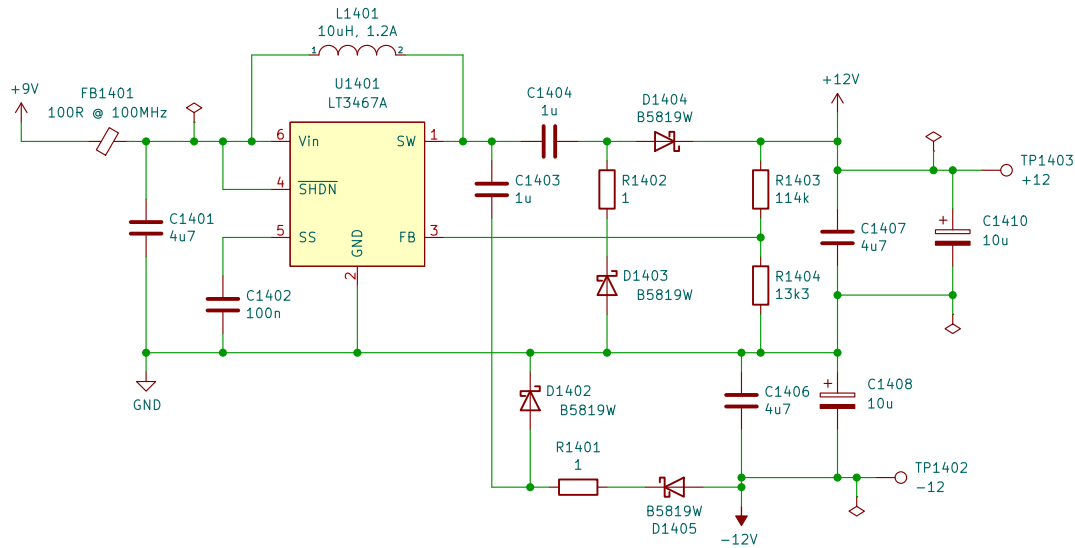 L1401
10uH, 1.2A
1
2
+9V
FB1401
100R @ 100MHz
U1401
LT3467A
C1404
1u
D1404
B5819W
+12V
6
Vin
SW
1
4
SHDN
5
SS
GND
FB
3
2
C1403
1u
R1402
1
R1403
114k
TP1403
+12
C1401
4u7
C1407
4u7
+
C1410
10u
C1402
100n
D1403
B5819W
R1404
13k3
GND
D1402
B5819W
C1406
4u7
+
C1408
10u
R1401
1
B5819W
D1405
TP1402
-12
-12V